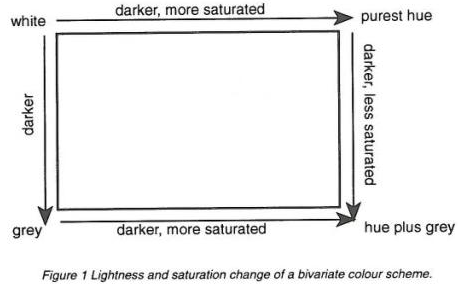 darker, more saturated
white
purest hue
darker
darker, less saturated
grey
darker, more saturated
hue plus grey
Figure 1 Lightness and saturation change of a bivariate colour scheme.